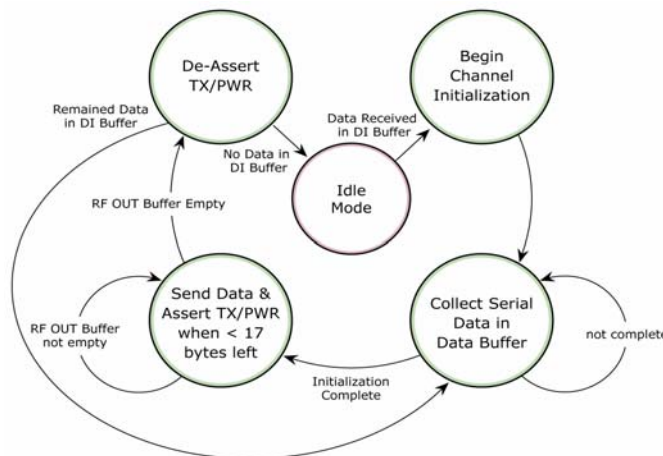 De-Assert
TX/PWR
Begin
Channel
Initialization
Remained Data
in DI Buffer
Data Received
in DI Buffer
No Data in
DI Buffer
Idle
Mode
RF OUT Buffer Empty
Send Data &
Assert TX/PWR
when < 17
bytes left
Collect Serial
Data in
Data Buffer
RF OUT Buffer
not empty
not complete
Initialization
Complete